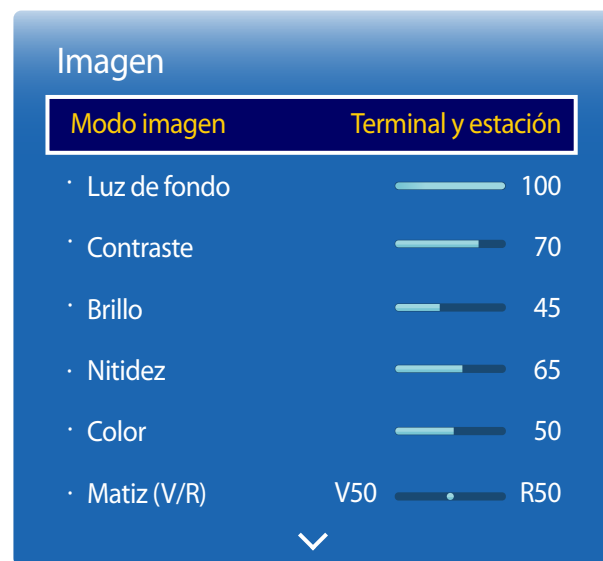 Imagen
Modo imagen Terminal y estación
· Luz de fondo 100
· Contraste 70
· Brillo 45
· Nitidez 65
· Color 50
· Matiz (V/R) V50 R50